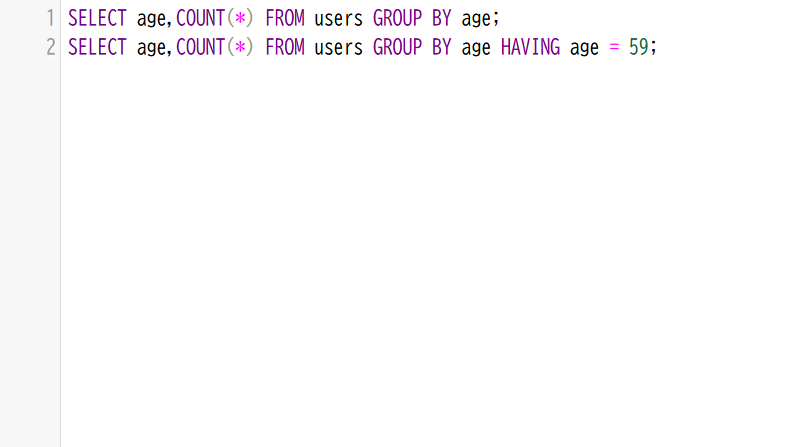 1 SELECT age,COUNT(*) FROM users GROUP BY age;
2 SELECT age,COUNT(*) FROM users GROUP BY age HAVING age = 59;